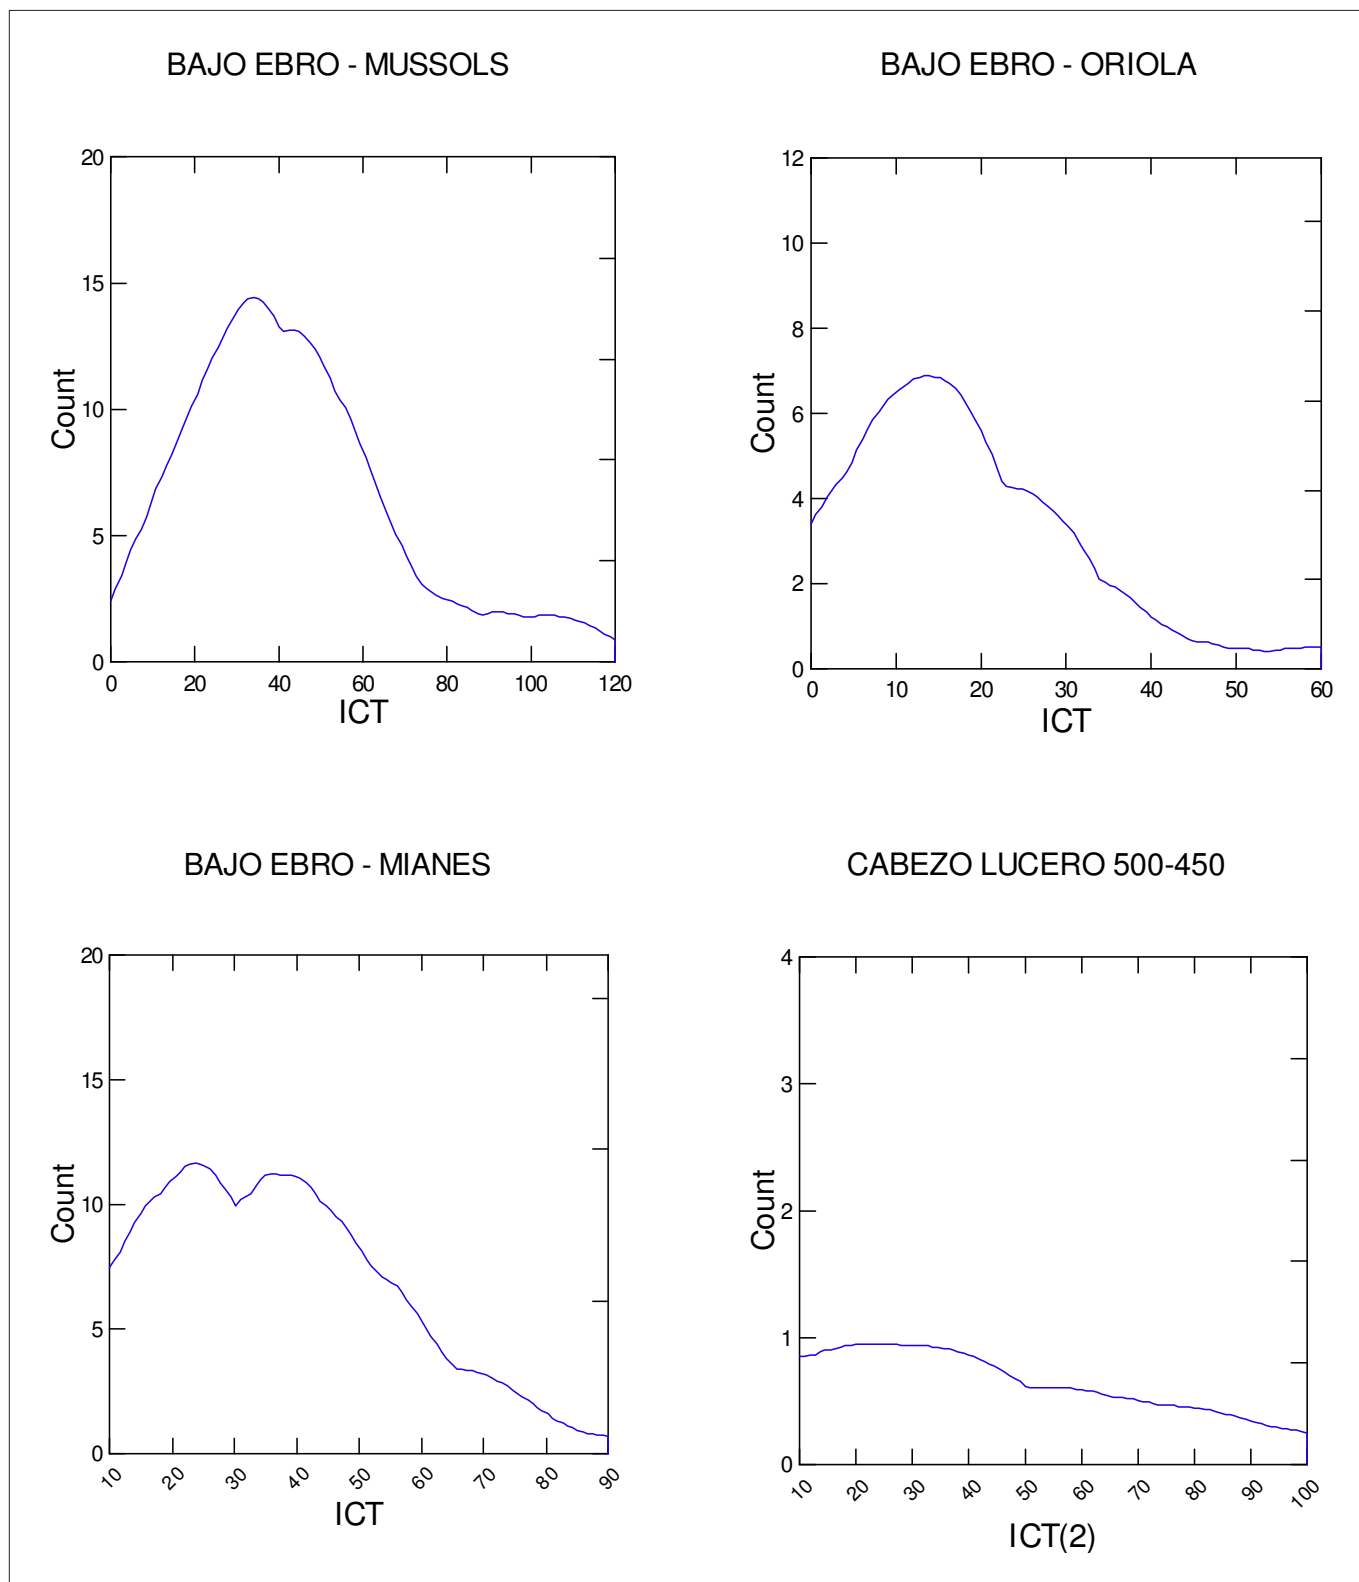 BAJO EBRO - MUSSOLS
20
15
10
5
0
Count
0 20 40 60 80 100 120
ICT
BAJO EBRO - ORIOLA
12
10
8
6
4
2
0
Count
0 10 20 30 40 50 60
ICT
BAJO EBRO - MIANES
20
15
10
5
0
Count
10 20 30 40 50 60 70 80 90
ICT
CABEZO LUCERO 500-450
4
3
2
1
0
Count
10 20 30 40 50 60 70 80 90 100
ICT(2)